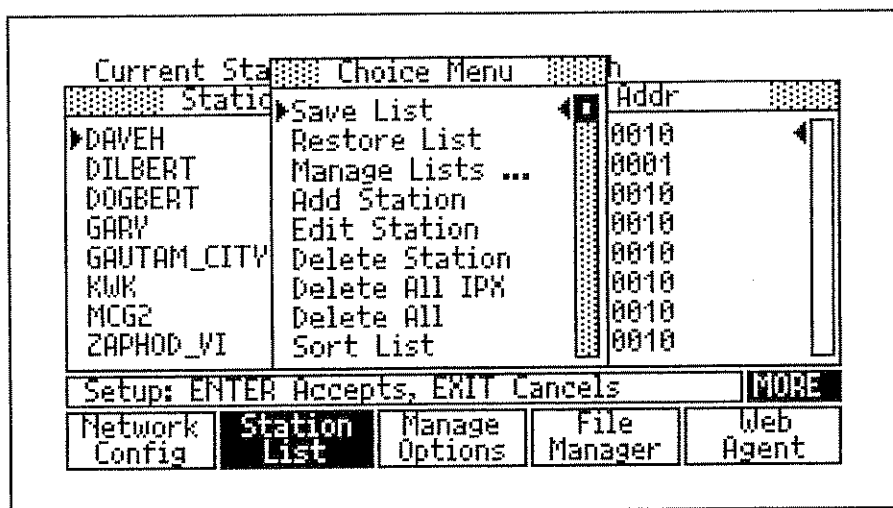 Current Sta
h
Choice Menu
Static
Addr
DAVEH
DILBERT
DOGBERT
GARY
GAUTAM_CITY
KWK
MCG2
ZAPHOD_VI
Save List
Restore List
Manage Lists ...
Add Station
Edit Station
Delete Station
Delete All IPX
Delete All
Sort List
0010
0001
0010
0010
0010
0010
0010
0010
Setup: ENTER Accepts, EXIT Cancels
MORE
Network Config
Station List
Manage Options
File Manager
Web Agent